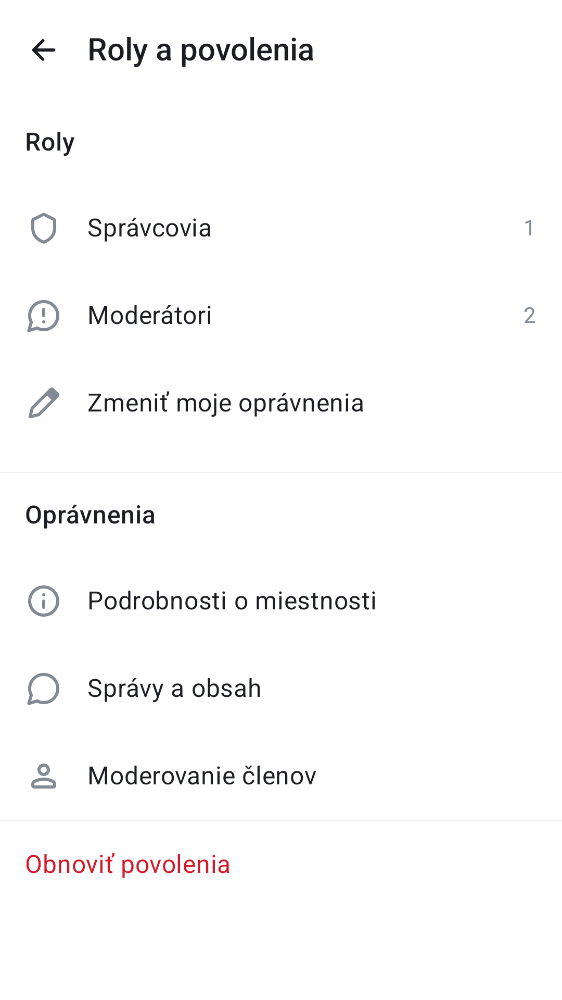 Roly a povolenia
Roly
Správcovia 1
Moderátori 2
Zmeniť moje oprávnenia
Oprávnenia
Podrobnosti o miestnosti
Správy a obsah
Moderovanie členov
Obnoviť povolenia